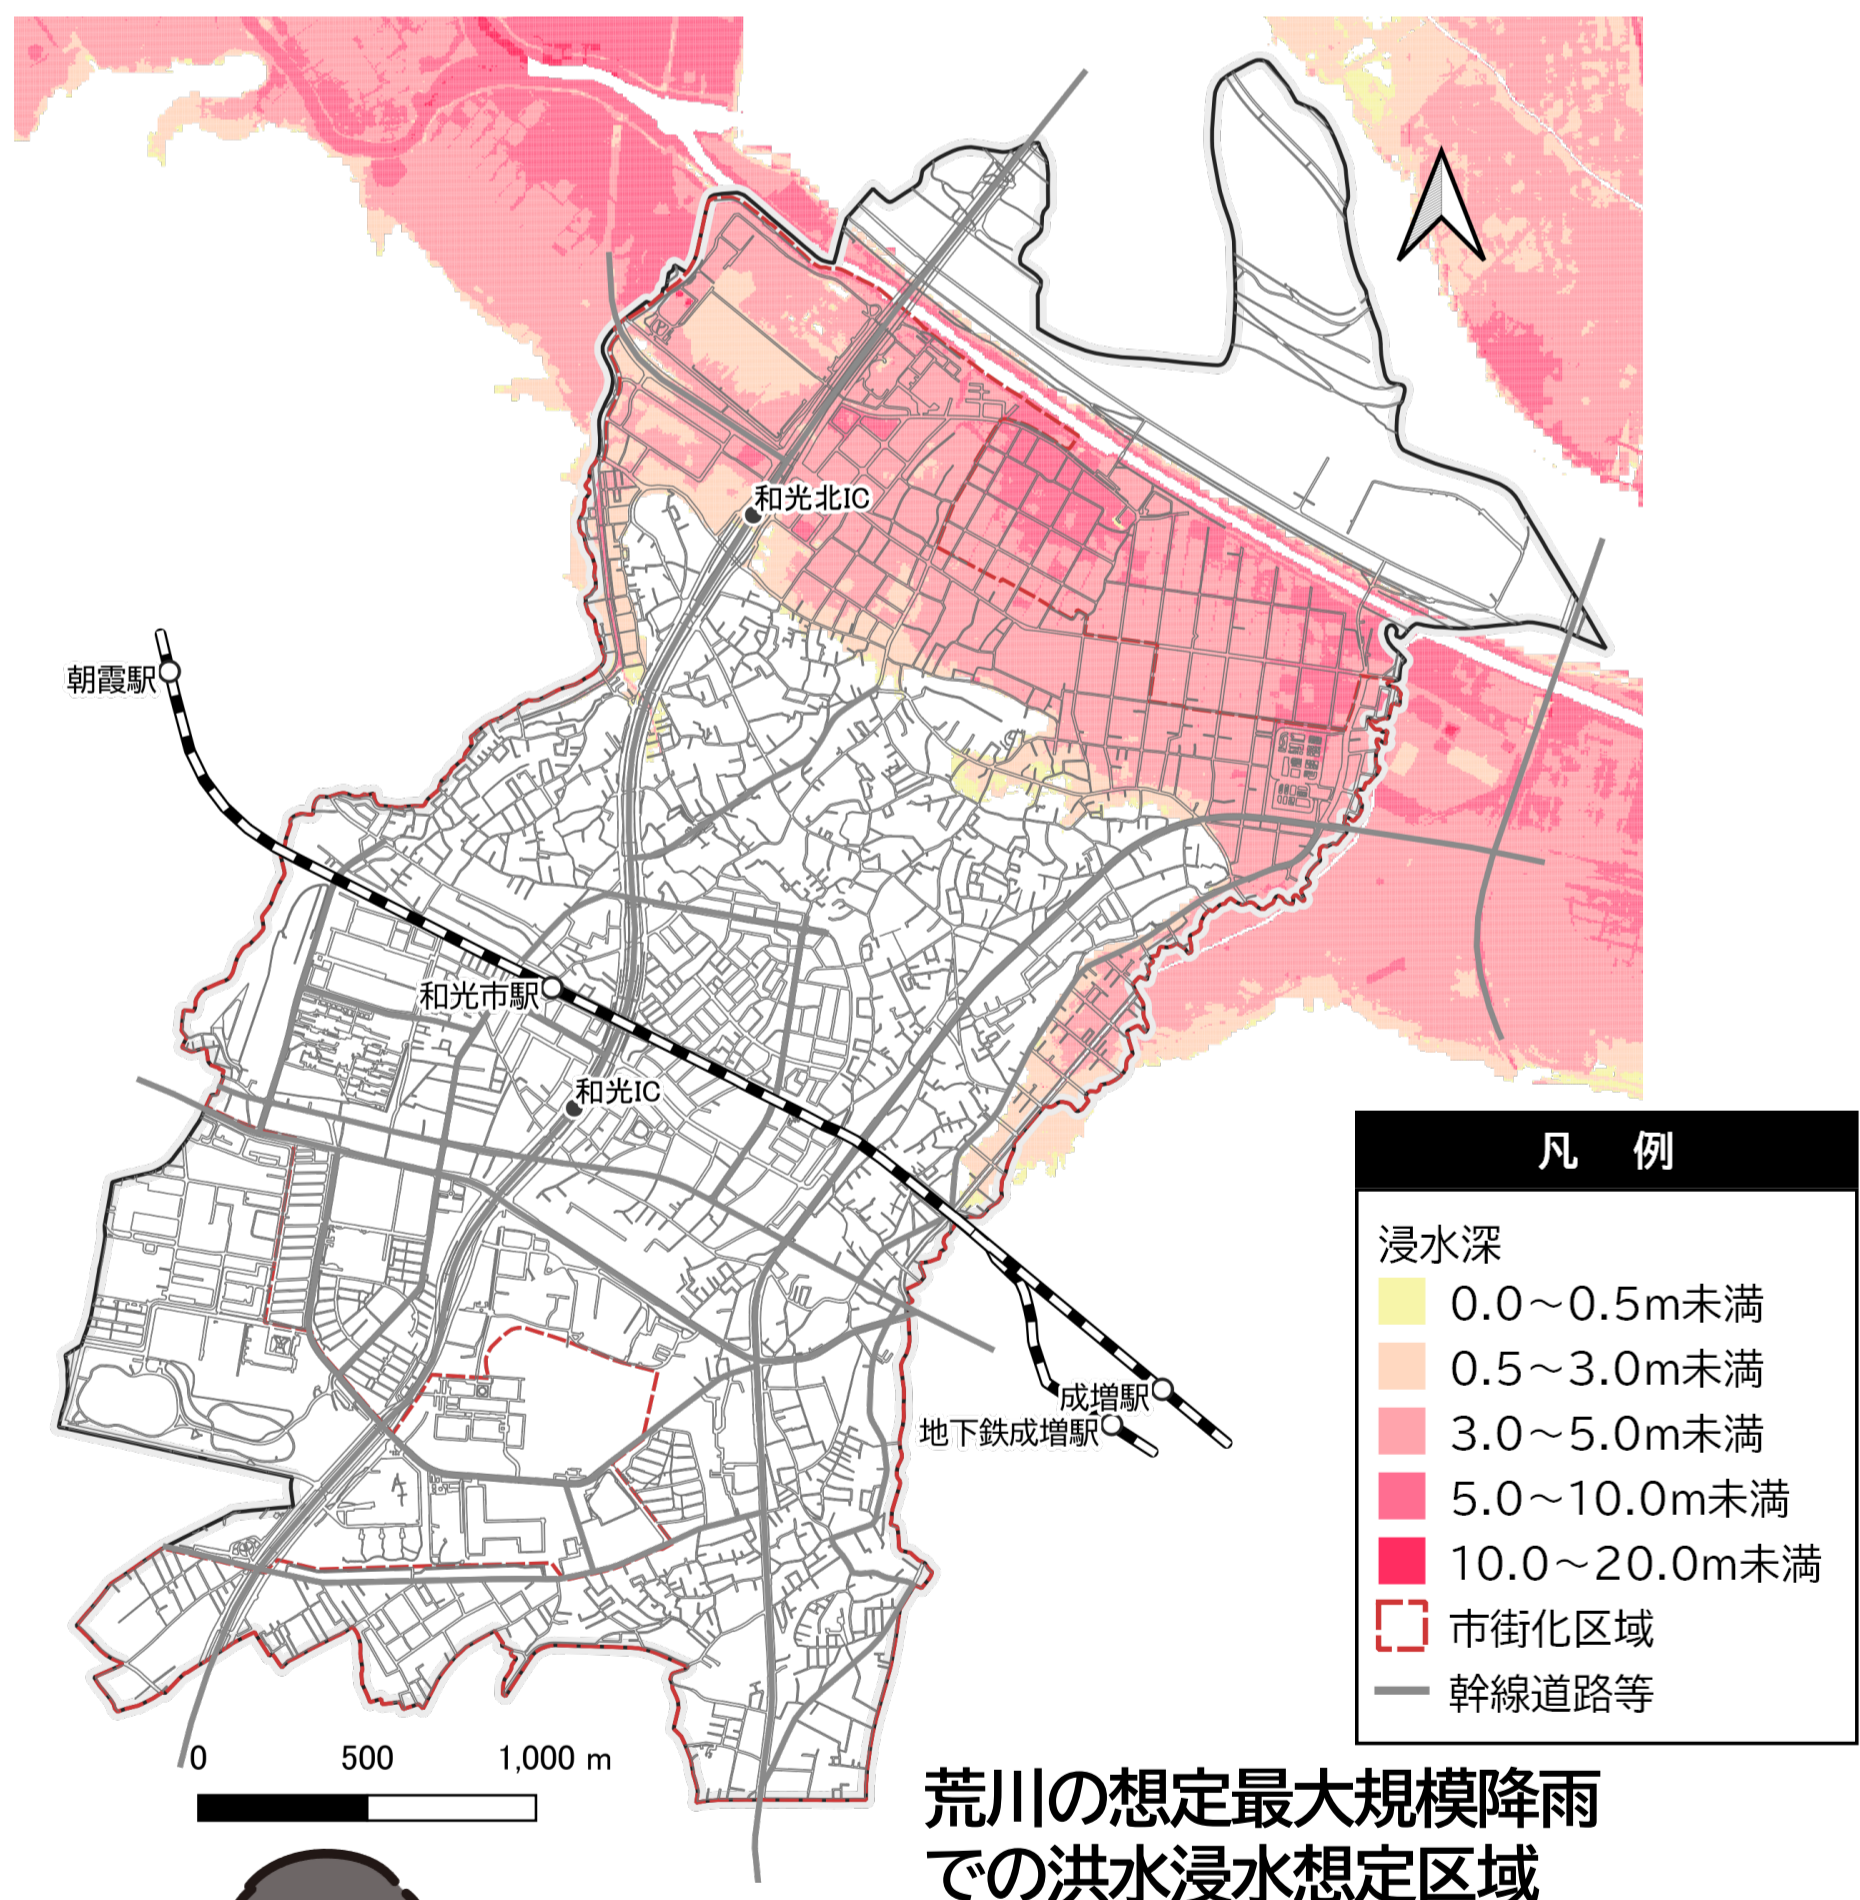 和光北IC
朝霞駅
和光市駅
和光IC
成増駅
地下鉄成増駅
凡 例
浸水深
0.0～0.5m未満
0.5～3.0m未満
3.0～5.0m未満
5.0～10.0m未満
10.0～20.0m未満
市街化区域
幹線道路等
0 500 1,000 m
荒川の想定最大規模降雨
での洪水浸水想定区域